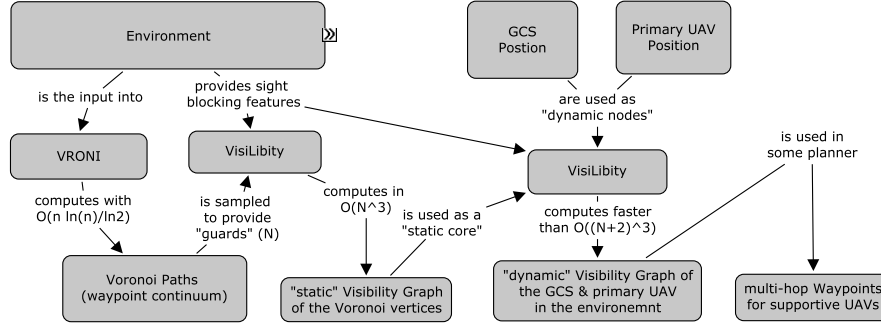 Environment
GCS
Postion
Primary UAV
Position
is the input into
provides sight
blocking features
are used as
"dynamic nodes"
VRONI
VisiLibity
VisiLibity
is used in
some planner
computes with
O(n ln(n)/ln2)
is sampled
to provide
"guards" (N)
computes in
O(N^3)
is used as a
"static core"
computes faster
than O((N+2)^3)
Voronoi Paths
(waypoint continuum)
"static" Visibility Graph
of the Voronoi vertices
"dynamic" Visibility Graph of
the GCS & primary UAV
in the environemnt
multi-hop Waypoints
for supportive UAVs